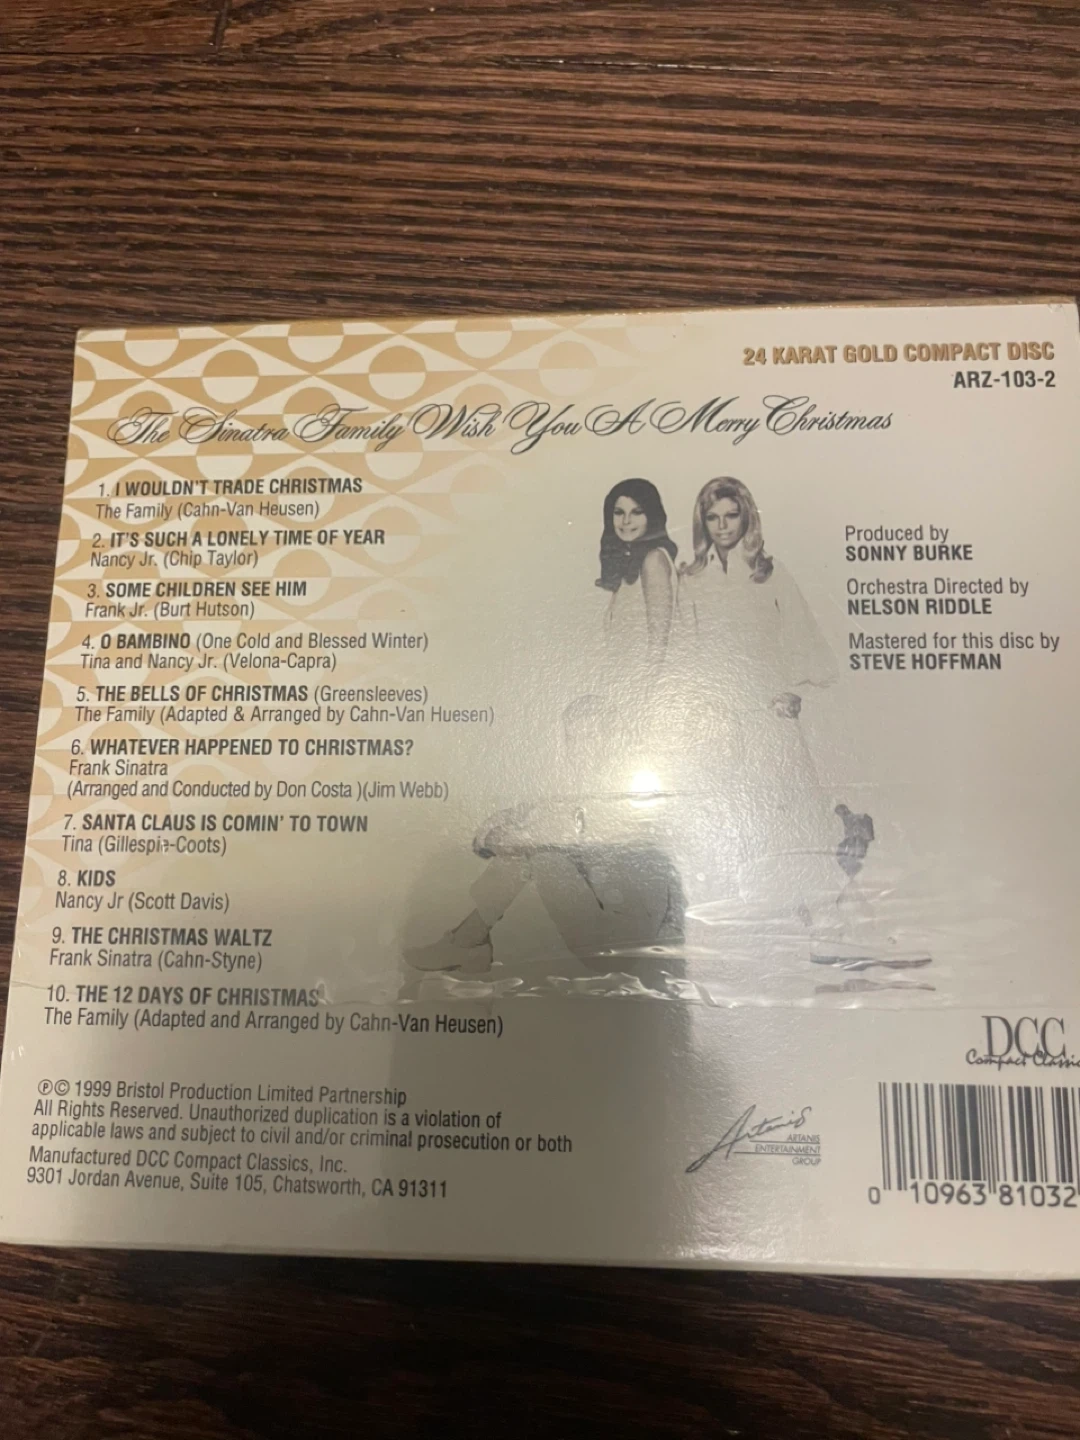 24 KARAT GOLD COMPACT DISC
ARZ-103-2
The Sinatra Family Wish You A Merry Christmas
1. I WOULDN'T TRADE CHRISTMAS
The Family (Cahn-Van Heusen)
2. IT'S SUCH A LONELY TIME OF YEAR
Nancy Jr. (Chip Taylor)
3. SOME CHILDREN SEE HIM
Frank Jr. (Burt Hutson)
4. O BAMBINO (One Cold and Blessed Winter)
Tina and Nancy Jr. (Velona-Capra)
5. THE BELLS OF CHRISTMAS (Greensleeves)
The Family (Adapted & Arranged by Cahn-Van Huesen)
6. WHATEVER HAPPENED TO CHRISTMAS?
Frank Sinatra
(Arranged and Conducted by Don Costa )(Jim Webb)
7. SANTA CLAUS IS COMIN' TO TOWN
Tina (Gillespie-Coots)
8. KIDS
Nancy Jr (Scott Davis)
9. THE CHRISTMAS WALTZ
Frank Sinatra (Cahn-Styne)
10. THE 12 DAYS OF CHRISTMAS
The Family (Adapted and Arranged by Cahn-Van Heusen)
Produced by
SONNY BURKE
Orchestra Directed by
NELSON RIDDLE
Mastered for this disc by
STEVE HOFFMAN
℗© 1999 Bristol Production Limited Partnership
All Rights Reserved. Unauthorized duplication is a violation of
applicable laws and subject to civil and/or criminal prosecution or both
Manufactured DCC Compact Classics, Inc.
9301 Jordan Avenue, Suite 105, Chatsworth, CA 91311
Artanis
ARTANIS
ENTERTAINMENT
GROUP
DCC
Compact Classic
0 10963 81032